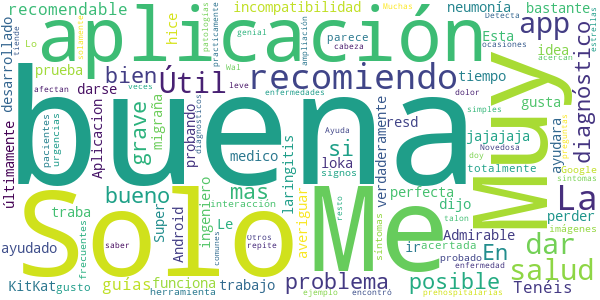 recomendable
incompatibilidad
neumonía
Muchas
Detecta
bastante
estrellas
aplicación
app
Lo
tiende
hice
solamente
patologías
practicamente
genial
Wal
ampliación
parece
cabeza
Esta
ocasiones
idea
acercan
desarrollado
prueba
bien
Útil
recomiendo
tiempo
gusta
diagnóstico
afectan
darse
veces
leve
enfermedades
dolor
simples
buena
Muy
últimamente
pacientes
urgencias
Aplicacion
grave
migraña
probando
diagnosticos
medico
loka
laringitis
si
Ayuda
signos
resd
verdaderamente
jajajaja
doy
totalmente
Novedosa
ayudara
preguntas
Google
sintomas
Solo
Me
bueno
mas
perfecta
La
perder
imágenes
traba
Super
Android
ingeniero
interacción
Le
averiguar
síntomas
dijo
acertada
Admirable
talon
ayudado
frecuentes
KitKat
gusto
guías
funciona
herramienta
comunes
saber
trabajo
Otros
repite
problema
ejemplo
resto
encontró
posible
ir
probado
enfermedad
prehospitalarias
En
dar
salud
Tenéis